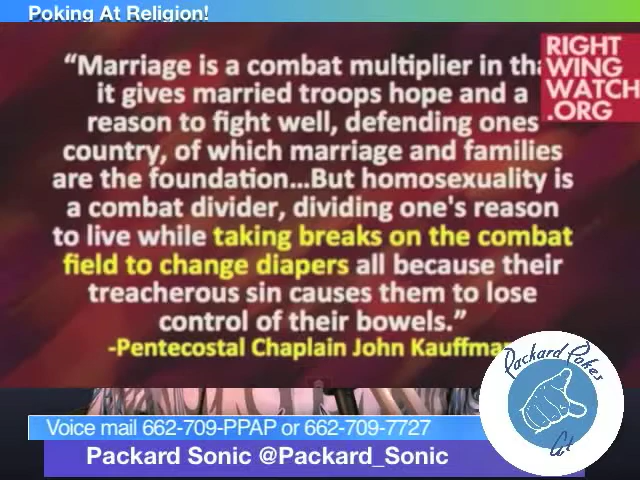 Poking At Religion!
RIGHT
WING
WATCH
.ORG
“Marriage is a combat multiplier in
it gives married troops hope and a
reason to fight well, defending ones
country, of which marriage and families
are the foundation...But homosexuality is
a combat divider, dividing one's reason
to live while taking breaks on the combat
field to change diapers all because their
treacherous sin causes them to lose
control of their bowels.”
-Pentecostal Chaplain John
Packard Pokes
At
Voice mail 662-709-PPAP or 662-709-7727
Packard Sonic @Packard_Sonic